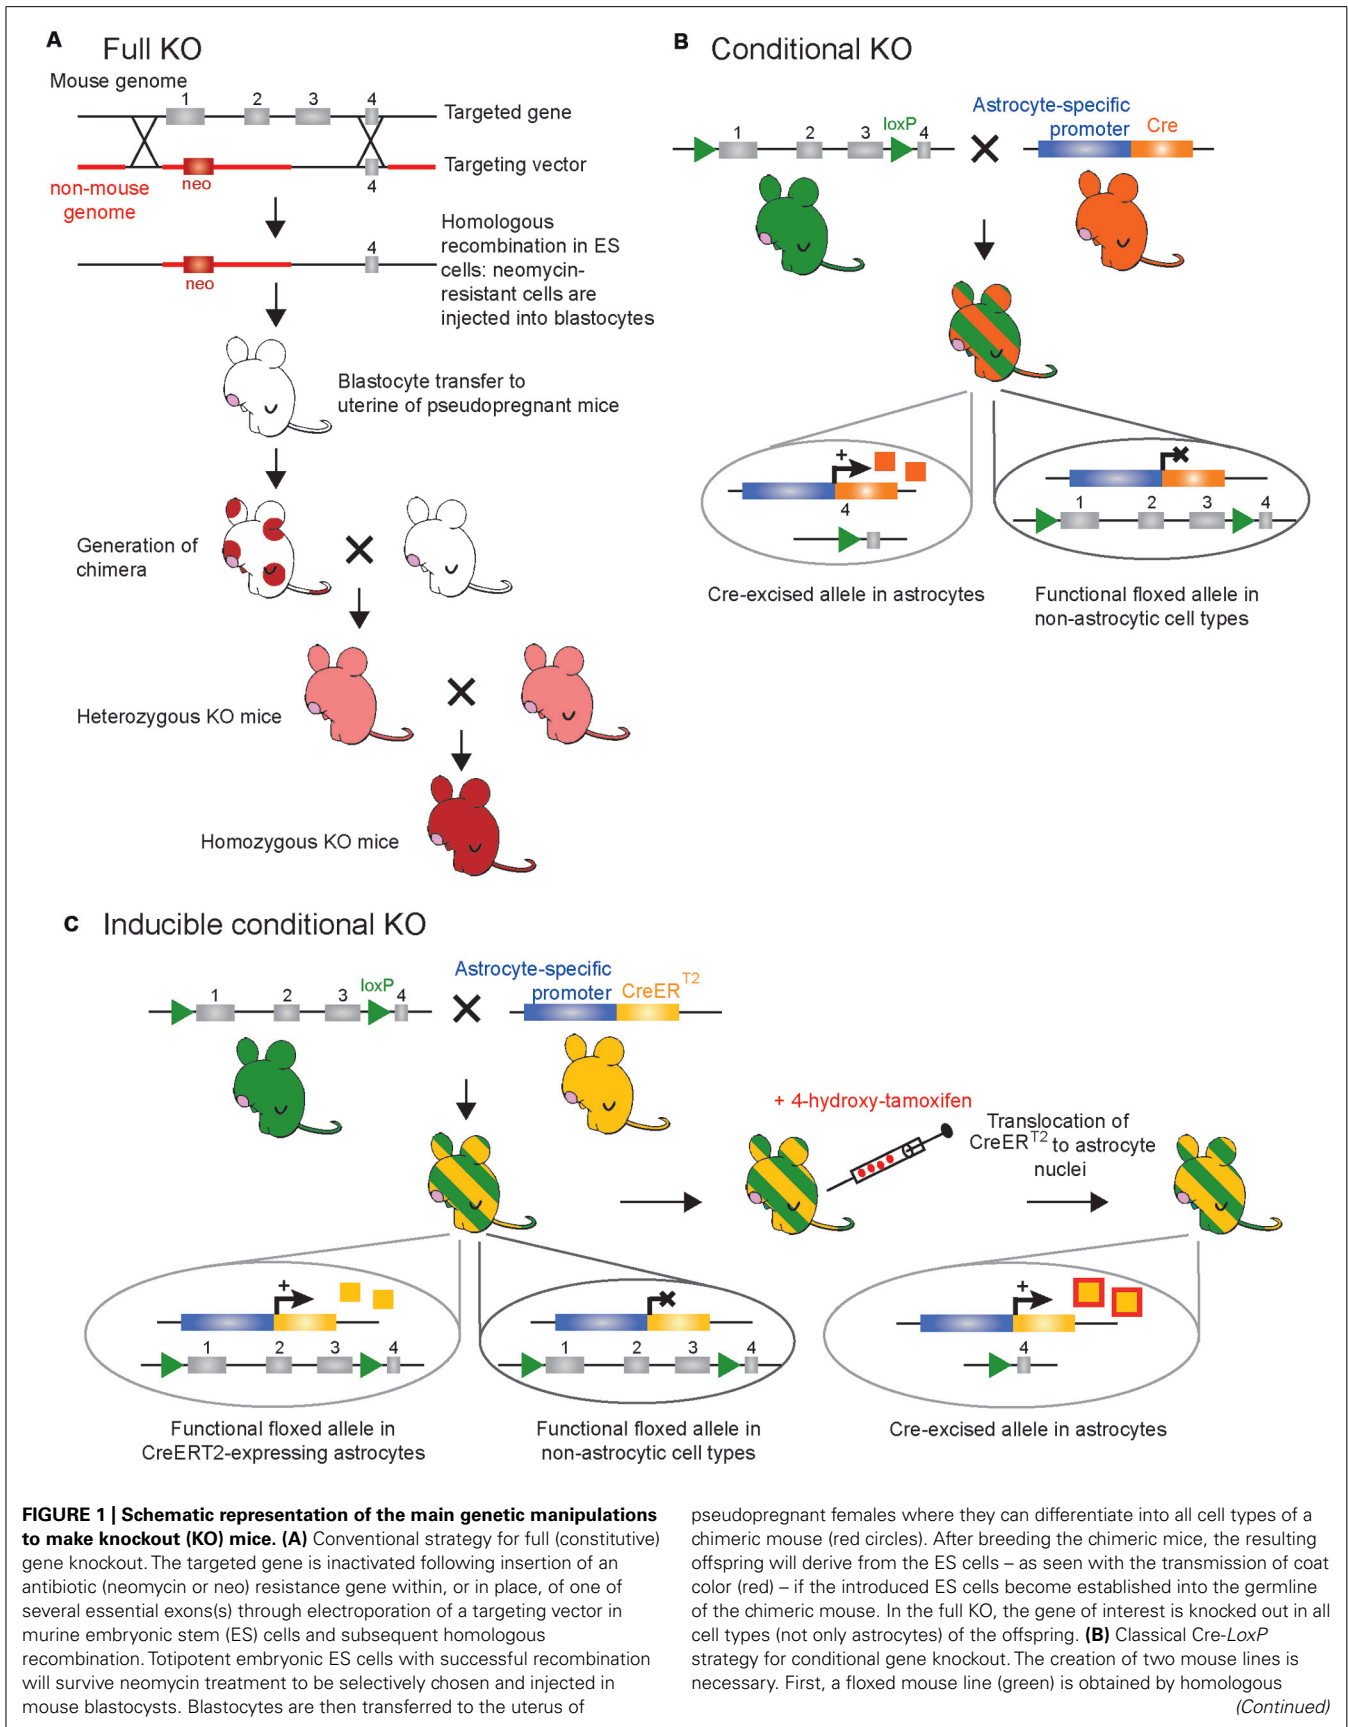 A Full KO
Mouse genome
1 2 3 4
Targeted gene
Targeting vector
non-mouse
genome
neo
4
Homologous
recombination in ES
cells: neomycin-
resistant cells are
injected into blastocytes
4
neo
Blastocyte transfer to
uterine of pseudopregnant mice
Generation of
chimera
Heterozygous KO mice
Homozygous KO mice
B Conditional KO
Astrocyte-specific
promoter Cre
1 2 3 loxP 4
+
4
1 2 3 4
Cre-excised allele in astrocytes
Functional floxed allele in
non-astrocytic cell types
C Inducible conditional KO
Astrocyte-specific
promoter CreER T2
1 2 3 loxP 4
+ 4-hydroxy-tamoxifen
Translocation of
CreERT2 to astrocyte
nuclei
+
1 2 3 4
1 2 3 4
+
4
Functional floxed allele in
CreERT2-expressing astrocytes
Functional floxed allele in
non-astrocytic cell types
Cre-excised allele in astrocytes
FIGURE 1 | Schematic representation of the main genetic manipulations
to make knockout (KO) mice. (A) Conventional strategy for full (constitutive)
gene knockout. The targeted gene is inactivated following insertion of an
antibiotic (neomycin or neo) resistance gene within, or in place, of one of
several essential exons(s) through electroporation of a targeting vector in
murine embryonic stem (ES) cells and subsequent homologous
recombination. Totipotent embryonic ES cells with successful recombination
will survive neomycin treatment to be selectively chosen and injected in
mouse blastocysts. Blastocytes are then transferred to the uterus of
pseudopregnant females where they can differentiate into all cell types of a
chimeric mouse (red circles). After breeding the chimeric mice, the resulting
offspring will derive from the ES cells – as seen with the transmission of coat
color (red) – if the introduced ES cells become established into the germline
of the chimeric mouse. In the full KO, the gene of interest is knocked out in all
cell types (not only astrocytes) of the offspring. (B) Classical Cre-LoxP
strategy for conditional gene knockout. The creation of two mouse lines is
necessary. First, a floxed mouse line (green) is obtained by homologous
(Continued)